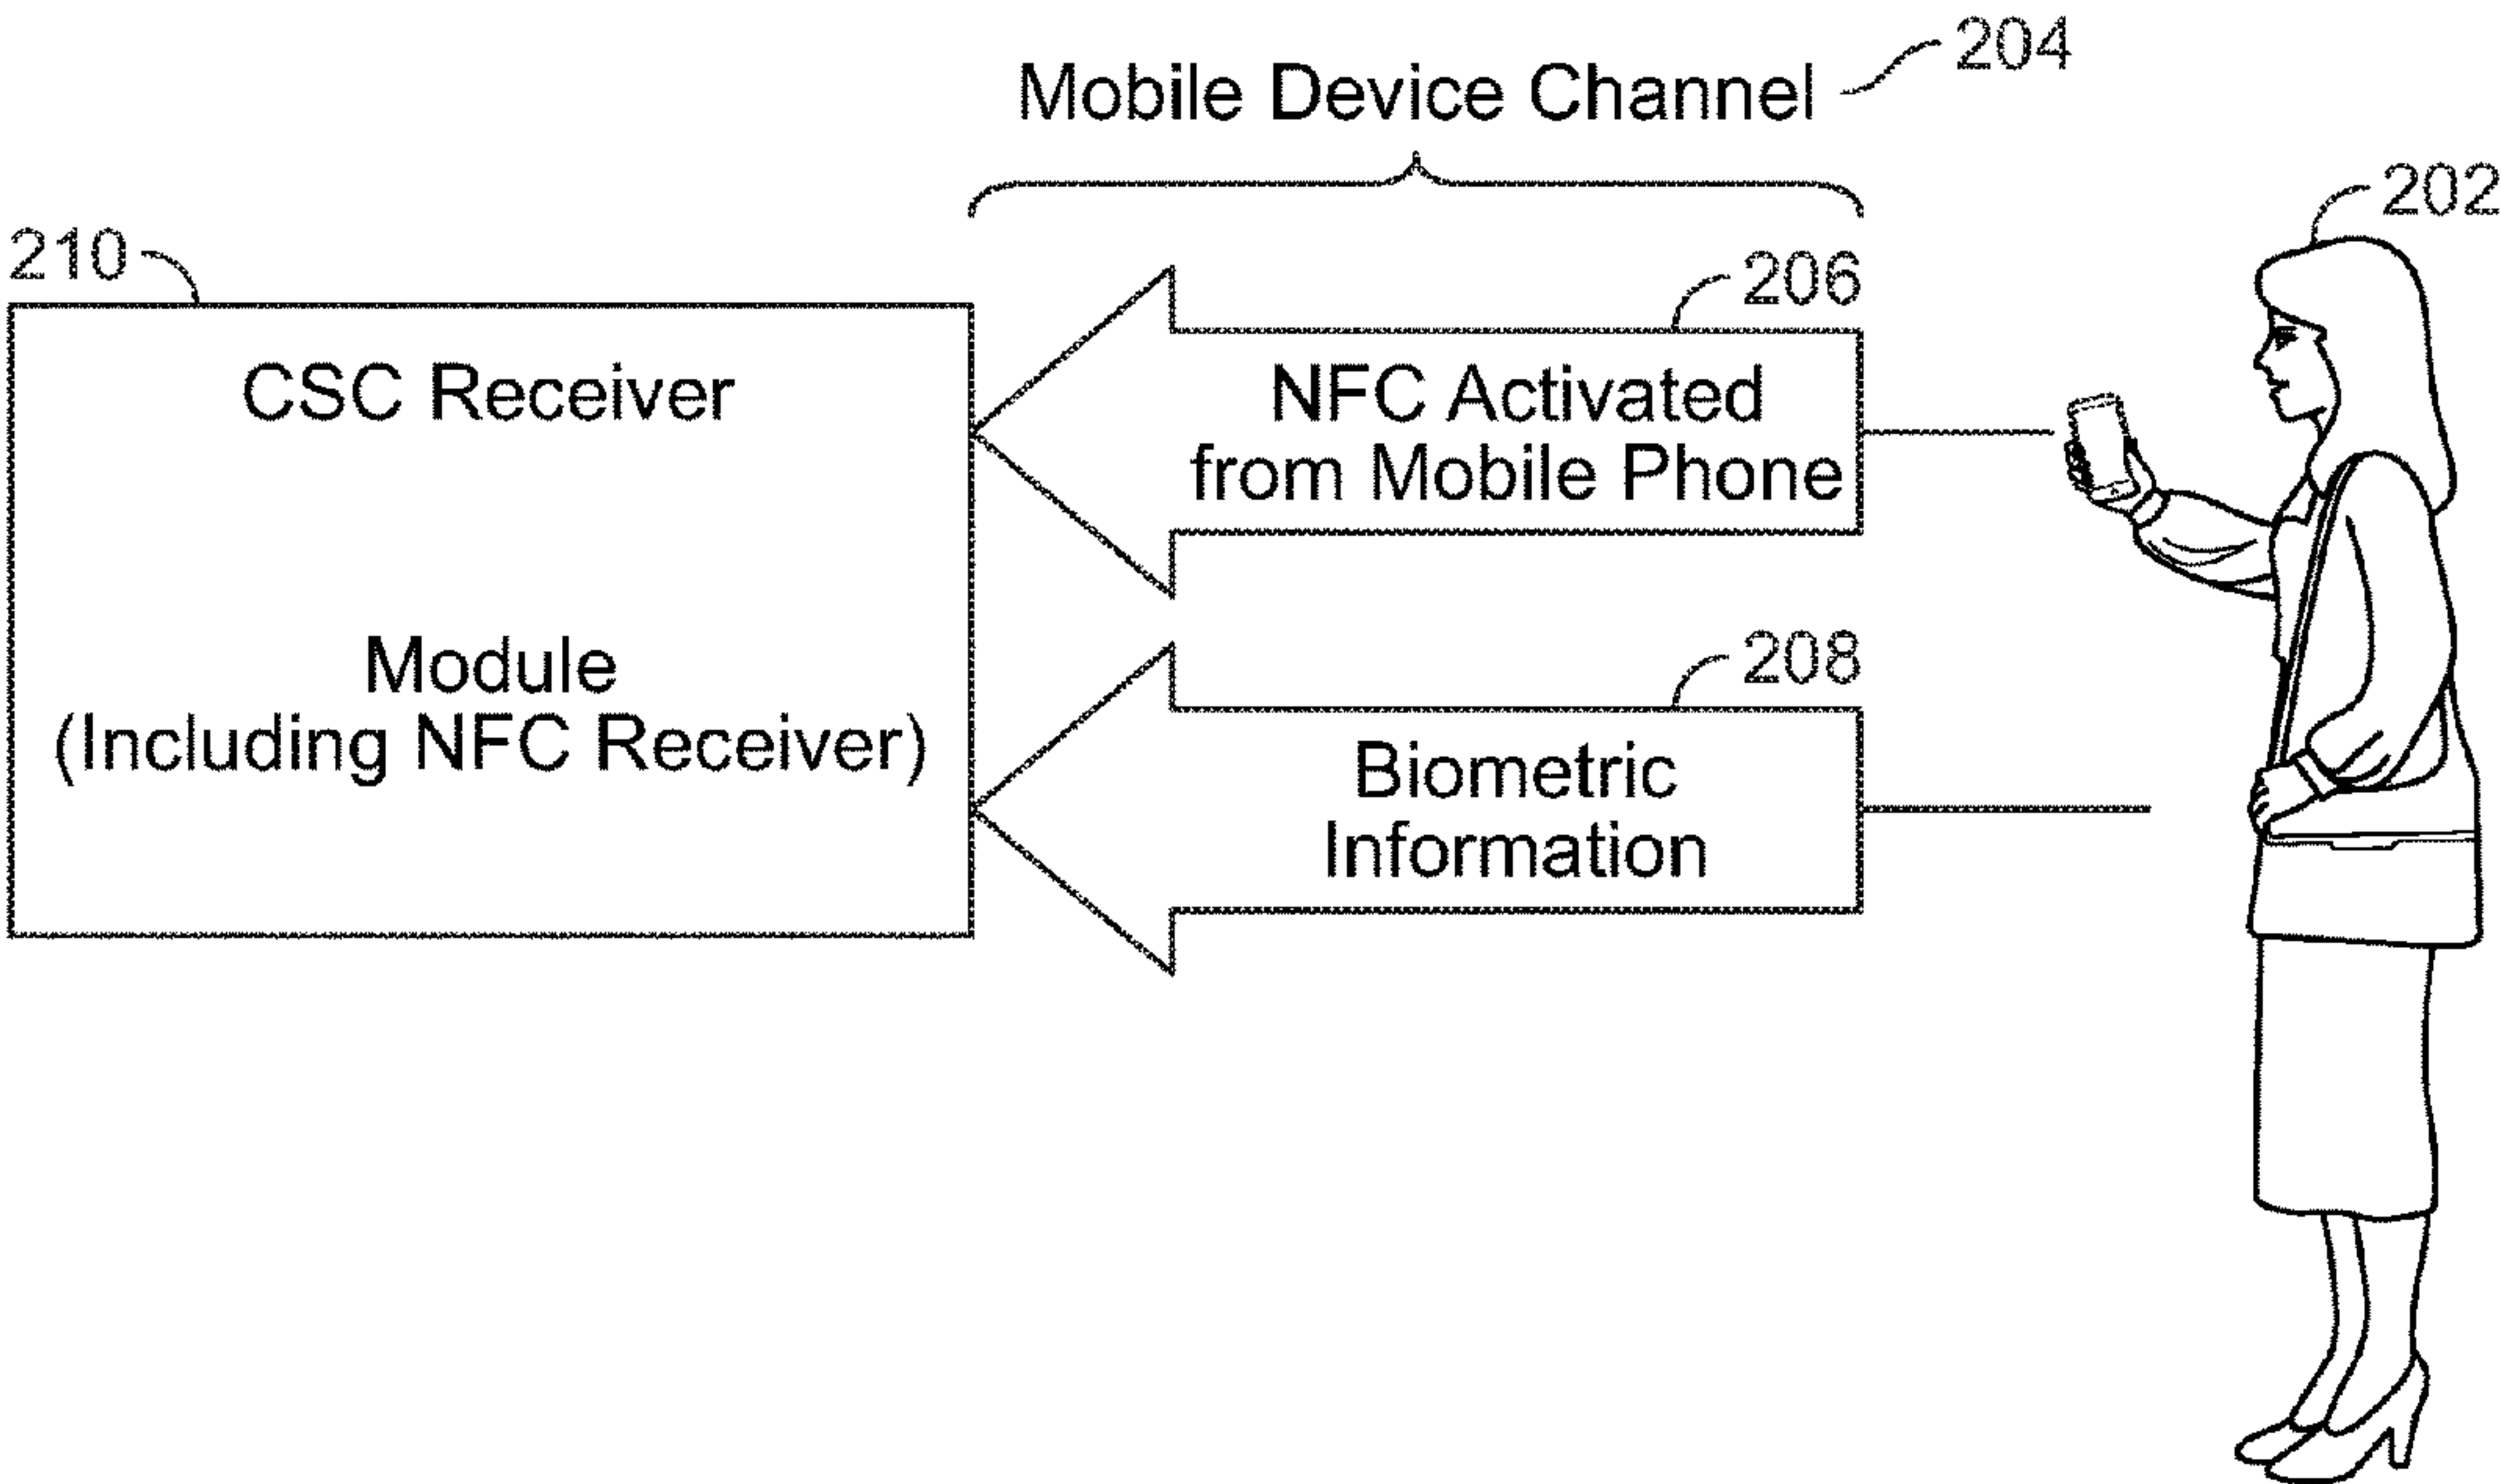 Mobile Device Channel
204
202
210
206
CSC Receiver
NFC Activated
from Mobile Phone
Module
(Including NFC Receiver)
208
Biometric
Information